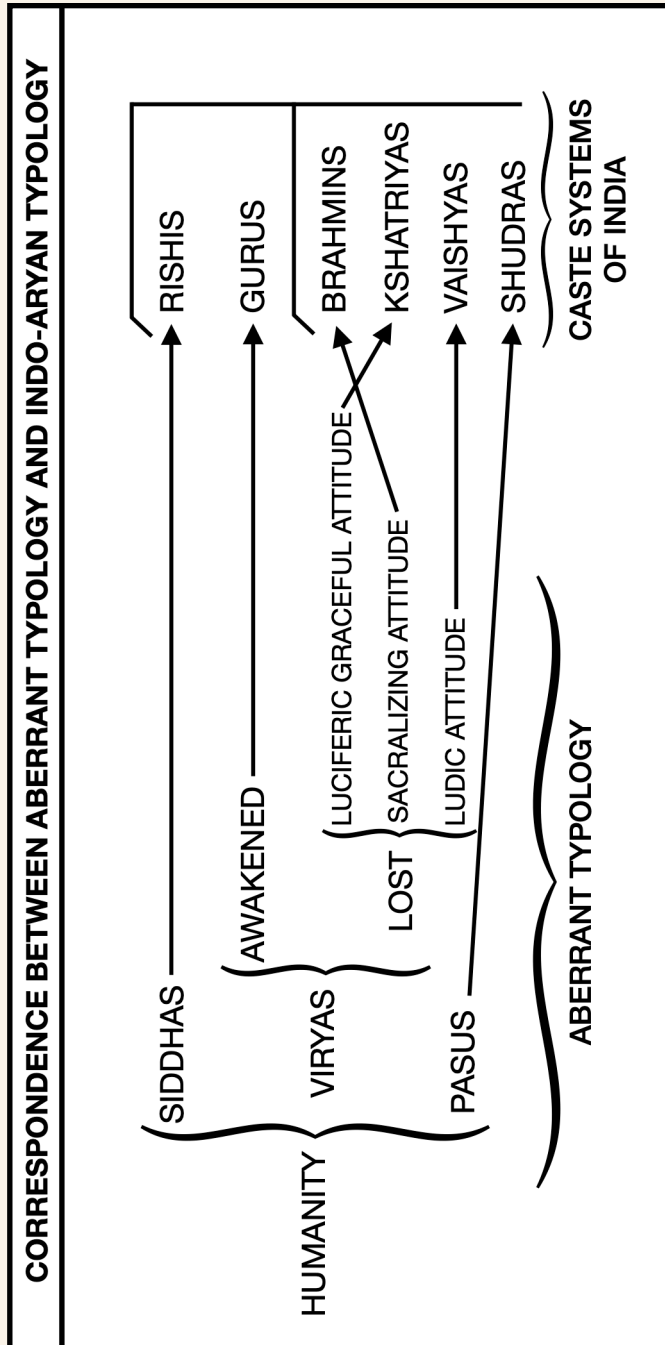 CORRESPONDENCE BETWEEN ABERRANT TYPOLOGY AND INDO-ARYAN TYPOLOGY
HUMANITY
SIDDHAS
VIRYAS
PASUS
AWAKENED
LOST
LUCIFERIC GRACEFUL ATTITUDE
SACRALIZING ATTITUDE
LUDIC ATTITUDE
RISHIS
GURUS
BRAHMINS
KSHATRIYAS
VAISHYAS
SHUDRAS
ABERRANT TYPOLOGY
CASTE SYSTEMS
OF INDIA